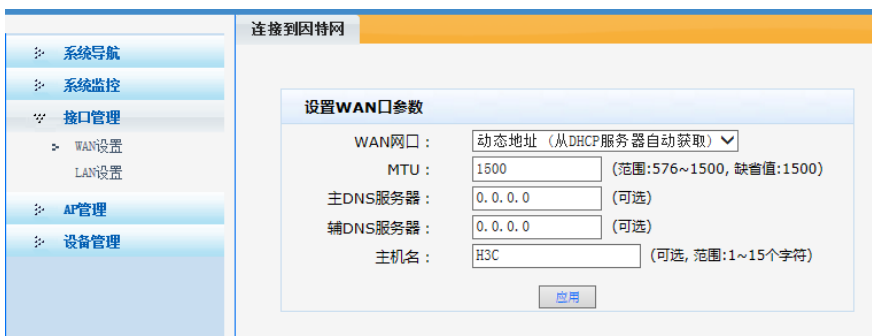 连接到因特网
系统导航
系统监控
接口管理
WAN设置
LAN设置
AP管理
设备管理
设置WAN口参数
WAN网口： 动态地址 （从DHCP服务器自动获取）
MTU： 1500 (范围:576~1500, 缺省值:1500)
主DNS服务器： 0.0.0.0 (可选)
辅DNS服务器： 0.0.0.0 (可选)
主机名： H3C (可选, 范围:1~15个字符)
应用